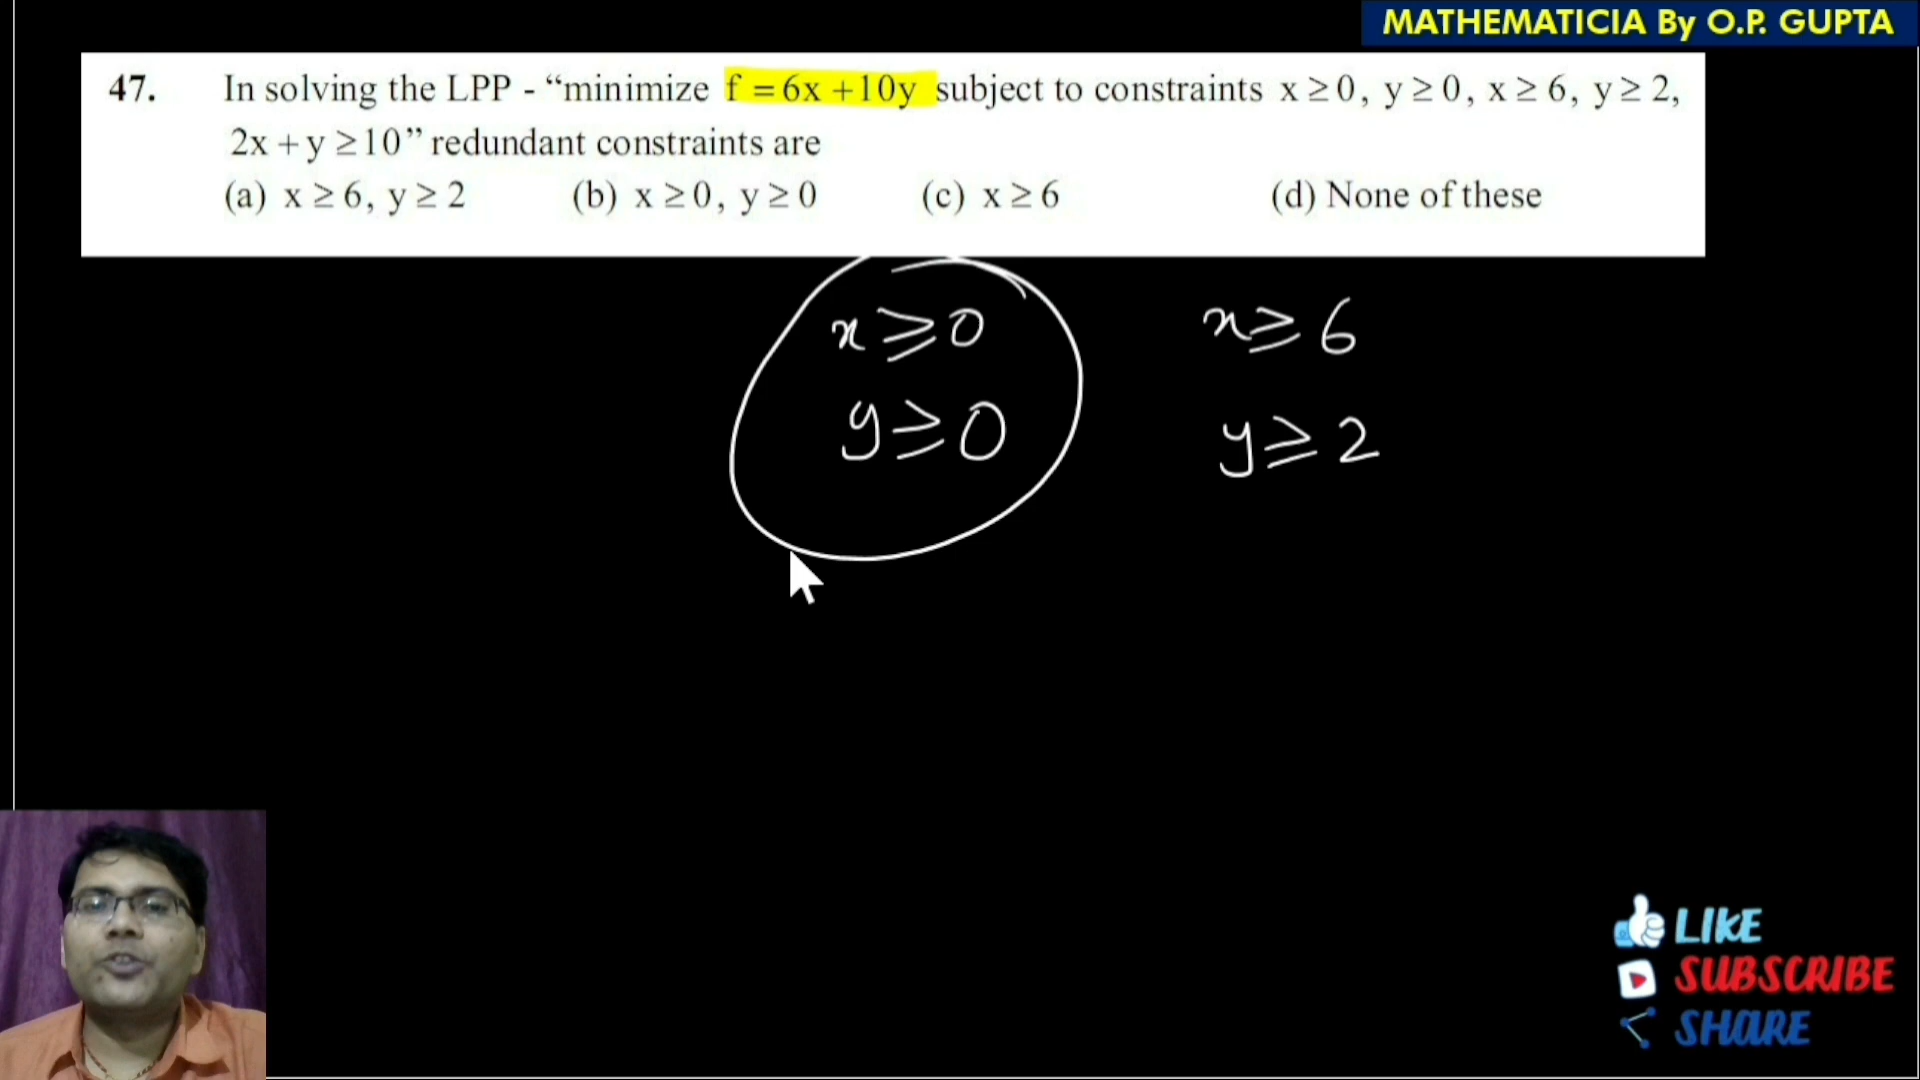 MATHEMATICIA By O.P. GUPTA
47. In solving the LPP - “minimize f = 6x +10y subject to constraints x ≥ 0, y ≥ 0, x ≥ 6, y ≥ 2,
2x + y ≥ 10” redundant constraints are
(a) x ≥ 6, y ≥ 2 (b) x ≥ 0, y ≥ 0 (c) x ≥ 6 (d) None of these
x ≥ 0 x ≥ 6
y ≥ 0 y ≥ 2
LIKE
SUBSCRIBE
SHARE